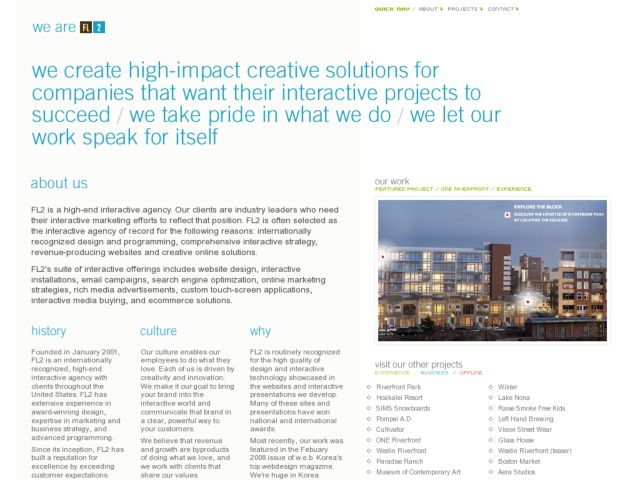 QUICK NAV / ABOUT PROJECTS CONTACT
we are FL 2
we create high-impact creative solutions for
companies that want their interactive projects to
succeed / we take pride in what we do / we let our
work speak for itself
about us
FL2 is a high-end interactive agency. Our clients are industry leaders who need
their interactive marketing efforts to reflect that position. FL2 is often selected as
the interactive agency of record for the following reasons: internationally
recognized design and programming, comprehensive interactive strategy,
revenue-producing websites and creative online solutions.
FL2's suite of interactive offerings includes website design, interactive
installations, email campaigns, search engine optimization, online marketing
strategies, rich media advertisements, custom touch-screen applications,
interactive media buying, and ecommerce solutions.
history
Founded in January 2001,
FL2 is an internationally
recognized, high-end
interactive agency with
clients throughout the
United States. FL2 has
extensive experience in
award-winning design,
expertise in marketing and
business strategy, and
advanced programming.
Since its inception, FL2 has
built a reputation for
excellence by exceeding
customer expectations.
culture
Our culture enables our
employees to do what they
love. Each of us is driven by
creativity and innovation.
We make it our goal to bring
your brand into the
interactive world and
communicate that brand in
a clear, powerful way to
your customers.
We believe that revenue
and growth are byproducts
of doing what we love, and
we work with clients that
share our values.
why
FL2 is routinely recognized
for the high quality of
design and interactive
technology showcased in
the websites and interactive
presentations we develop.
Many of these sites and
presentations have won
national and international
awards.
Most recently, our work was
featured in the Febuary
2008 issue of w.e.b. Korea's
top webdesign magazine.
We're huge in Korea.
our work
FEATURED PROJECT / ONE RIVERFRONT / EXPERIENCE
EXPLORE THE BLOCK
DISCOVER THE LIFESTYLE OF RIVERFRONT PARK
BY LOCATING THE SQUARES.
visit our other projects
EXPERIENCE / BUSINESS / OFFLINE
Riverfront Park
Hoakalei Resort
SIMS Snowboards
Pompei A.D.
Cultivator
ONE Riverfront
Westin Riverfront
Paradise Ranch
Museum of Contemporary Art
Wilder
Lake Nona
Raise Smoke Free Kids
Left Hand Brewing
Vision Street Wear
Glass House
Westin Riverfront (teaser)
Boston Market
Aera Studios